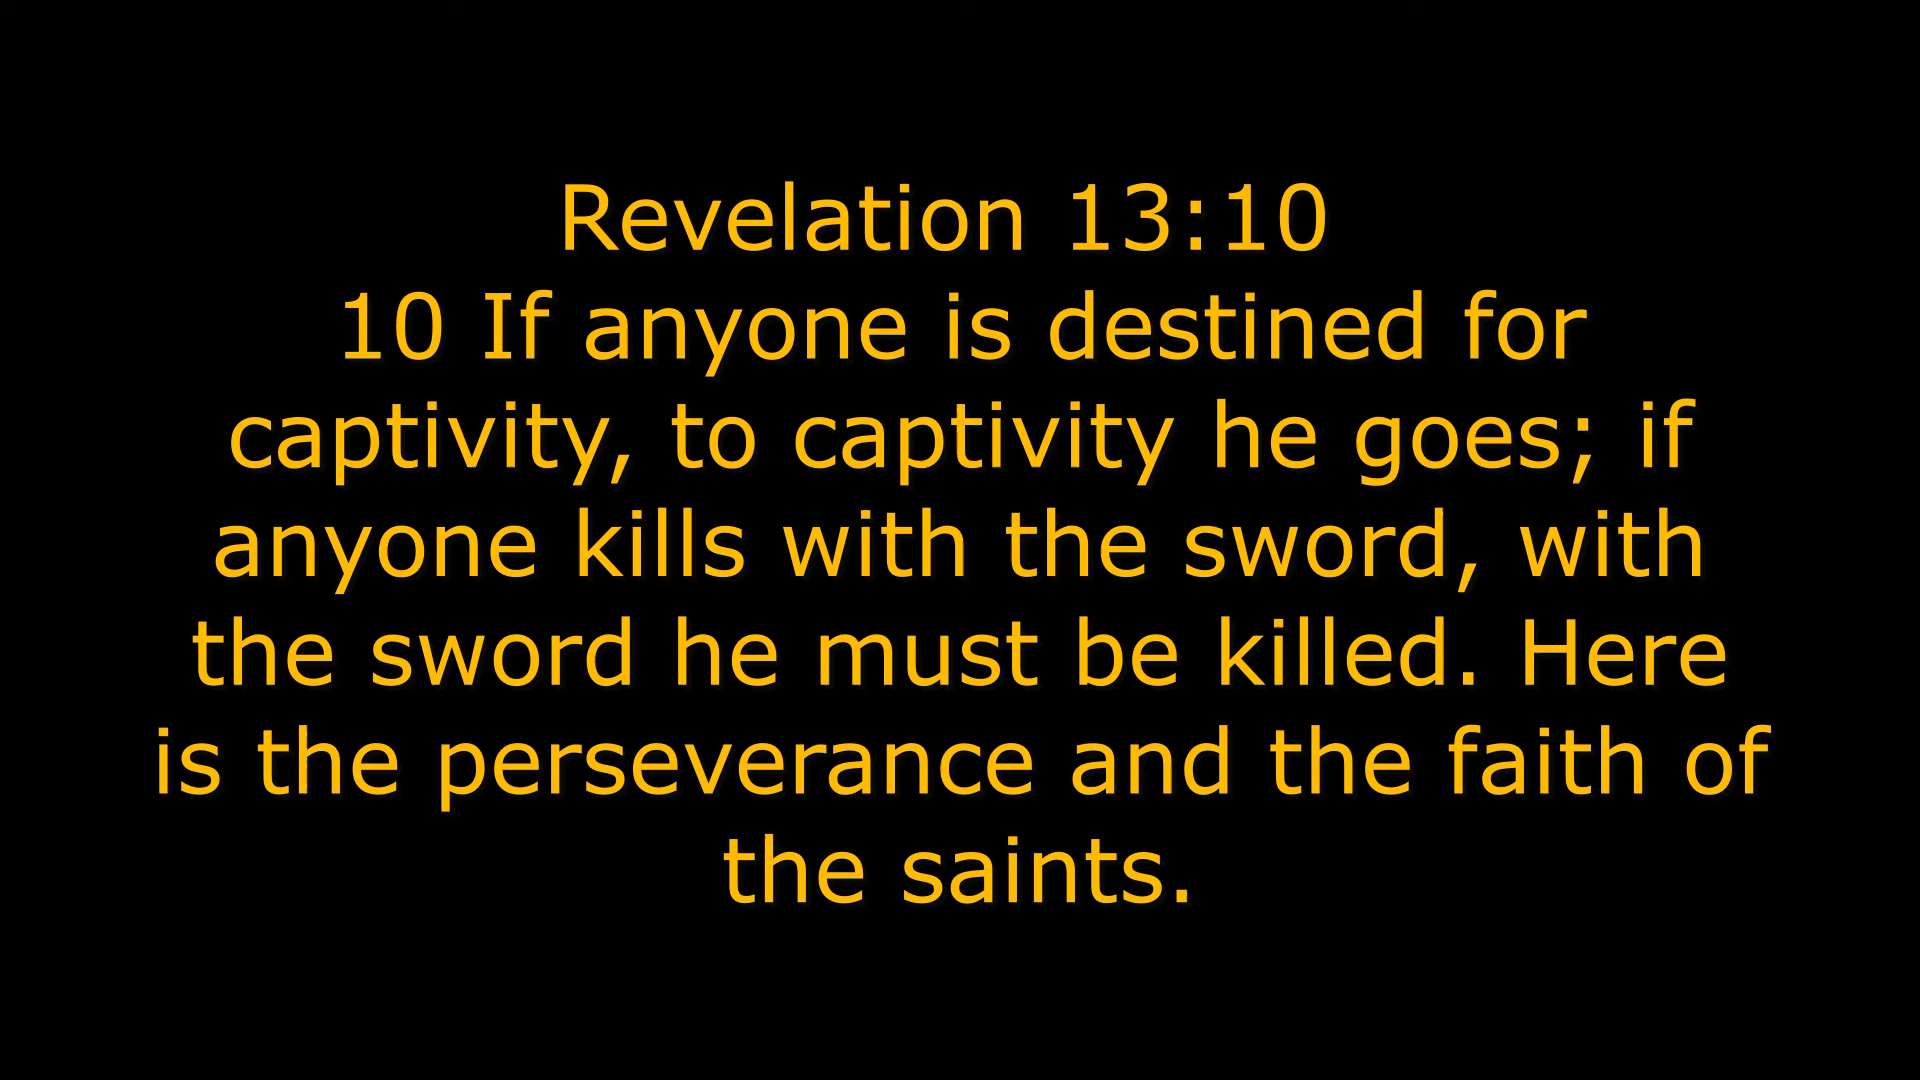 Revelation 13:10
10 If anyone is destined for
captivity, to captivity he goes; if
anyone kills with the sword, with
the sword he must be killed. Here
is the perseverance and the faith of
the saints.